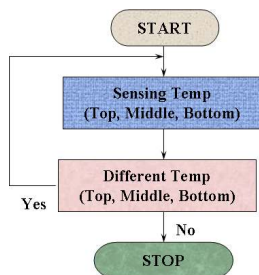 START
Sensing Temp
(Top, Middle, Bottom)
Different Temp
(Top, Middle, Bottom)
Yes
No
STOP